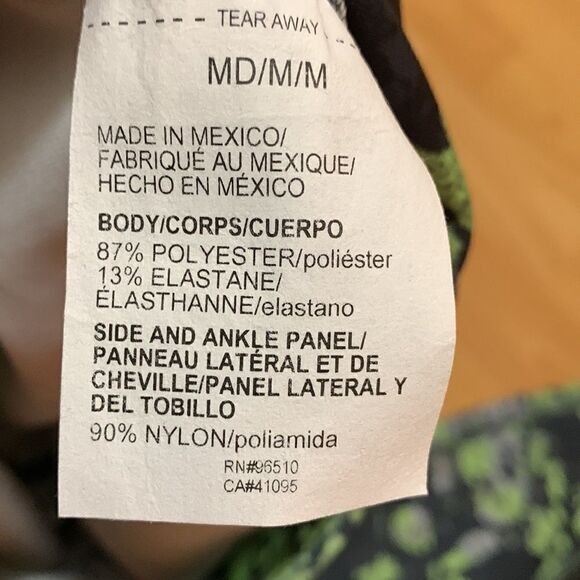 TEAR AWAY
MD/M/M
MADE IN MEXICO/
FABRIQUÉ AU MEXIQUE/
HECHO EN MÉXICO
BODY/CORPS/CUERPO
87% POLYESTER/poliéster
13% ELASTANE/
ÉLASTHANNE/elastano
SIDE AND ANKLE PANEL/
PANNEAU LATÉRAL ET DE
CHEVILLE/PANEL LATERAL Y
DEL TOBILLO
90% NYLON/poliamida
RN#96510
CA#41095